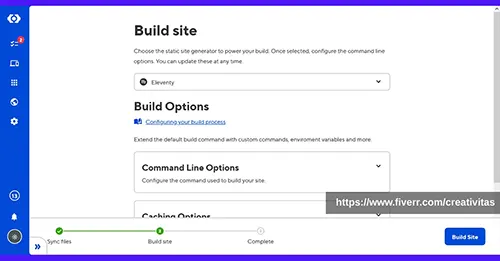 Build site
Choose the static site generator to power your build. Once selected, configure the command line
options. You can update these at any time.
Eleventy
Build Options
Configuring your build process
Extend the default build command with custom commands, enviroment variables and more
Command Line Options
Configure the command used to build your site.
https://www.fiverr.com/creativitas
Caching Options
Sync files
Build site
Complete
Build Site
13